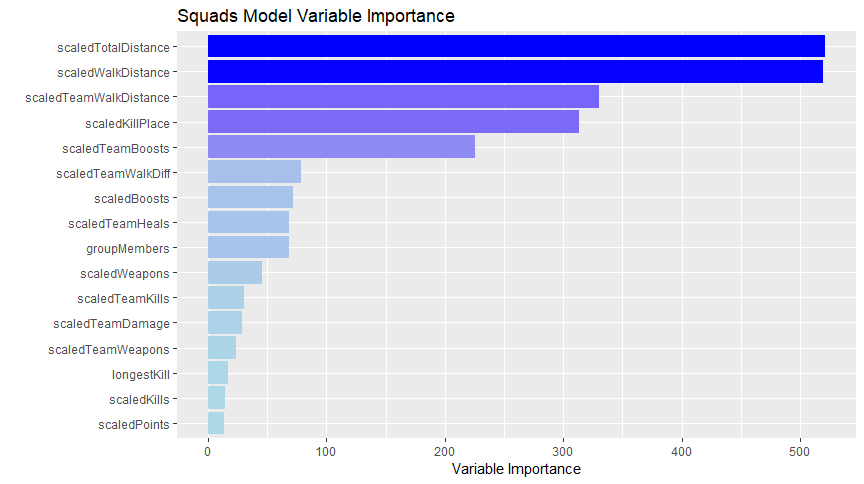 Squads Model Variable Importance
scaledTotalDistance
scaledWalkDistance
scaledTeamWalkDistance
scaledKillPlace
scaledTeamBoosts
scaledTeamWalkDiff
scaledBoosts
scaledTeamHeals
groupMembers
scaledWeapons
scaledTeamKills
scaledTeamDamage
scaledTeamWeapons
longestKill
scaledKills
scaledPoints
0 100 200 300 400 500
Variable Importance